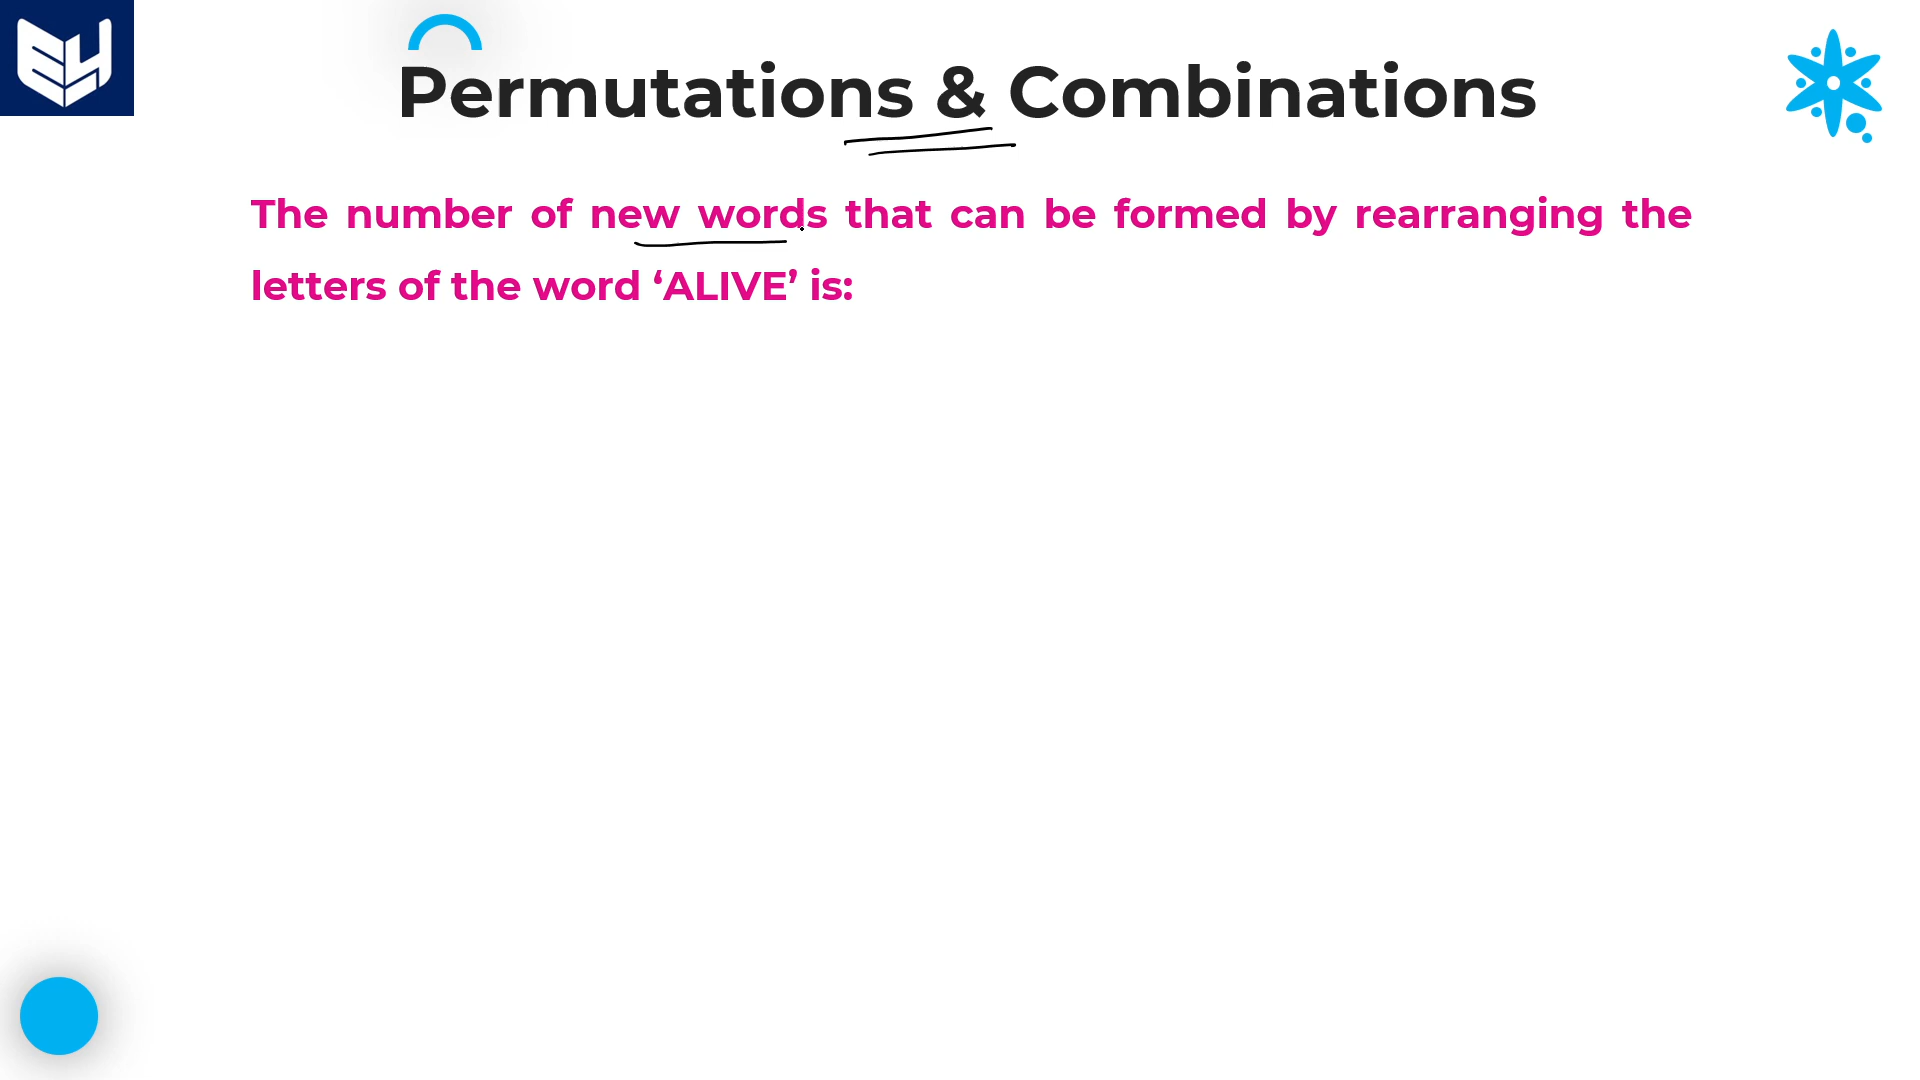 Permutations & Combinations
The number of new words that can be formed by rearranging the
letters of the word ‘ALIVE’ is: